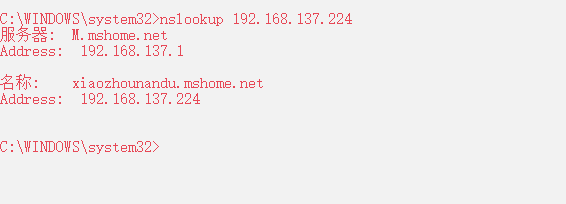 C:\WINDOWS\system32>nslookup 192.168.137.224
服务器:  M.mshome.net
Address:  192.168.137.1
名称:    xiaozhounandu.mshome.net
Address:  192.168.137.224
C:\WINDOWS\system32>